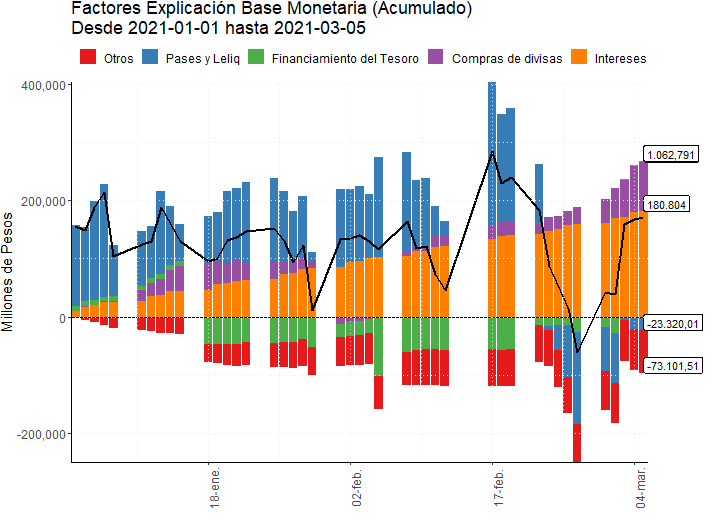 Factores Explicación Base Monetaria (Acumulado)
Desde 2021-01-01 hasta 2021-03-05
Otros Pases y Leliq Financiamiento del Tesoro Compras de divisas Intereses
Millones de Pesos
400,000
200,000
0
-200,000
1.062,791
180.804
-23.320,01
-73.101,51
18-ene.
02-feb.
17-feb.
04-mar.